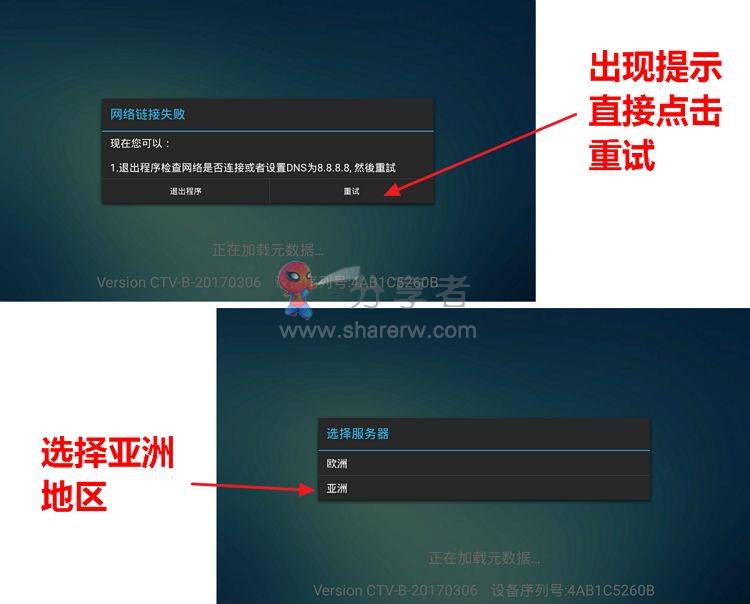 出现提示
直接点击
重试
网络链接失败
现在您可以：
1.退出程序检查网络是否连接或者设置DNS为8.8.8.8, 然後重試
退出程序
重试
正在加载元数据...
Version CTV-B-20170306 设备序列号:4AB1C5260B
分享者
www.sharerw.com
选择亚洲
地区
选择服务器
欧洲
亚洲
正在加载元数据...
Version CTV-B-20170306 设备序列号:4AB1C5260B